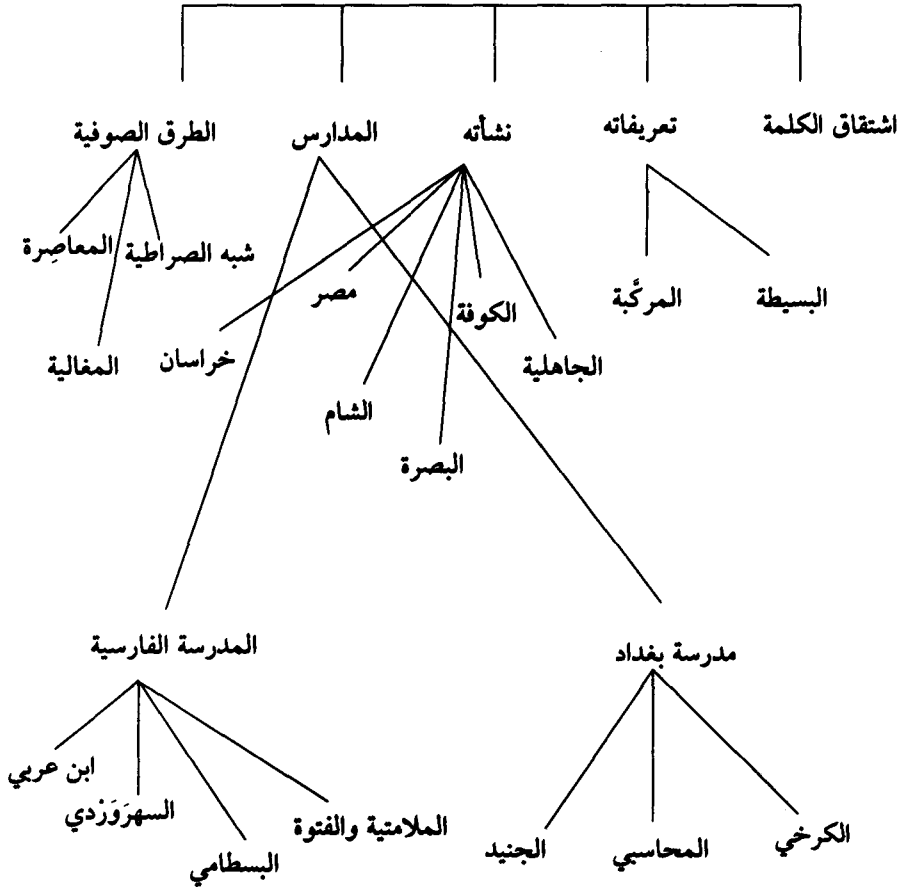 اشتقاق الكلمة تعريفاته نشأته المدارس الطرق الصوفية
شبه الصراطية المعاصِرة
البسيطة المركَّبة مصر
الكوفة
الجاهلية خراسان المغالية
الشام
البصرة
مدرسة بغداد المدرسة الفارسية
ابن عربي
السهرَوَرْدي
الملامتية والفتوة
الكرخي المحاسبي الجنيد البسطامي